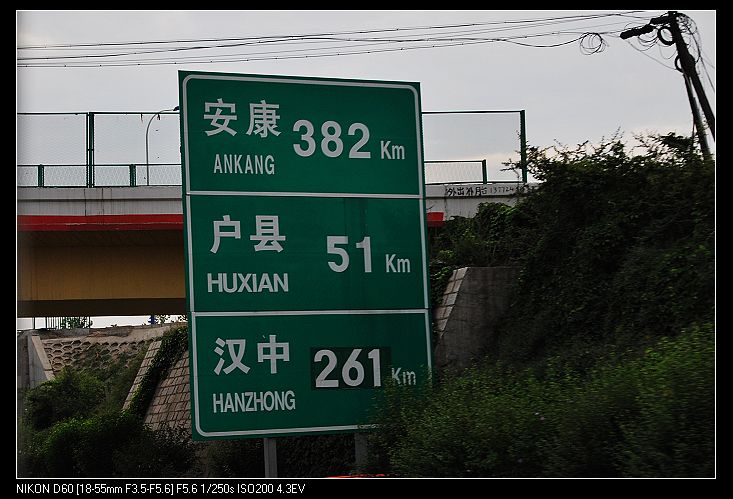 安康 382 Km
ANKANG
户县 51 Km
HUXIAN
汉中 261 Km
HANZHONG
NIKON D60 [18-55mm F3.5-F5.6] F5.6 1/250s ISO200 4.3EV